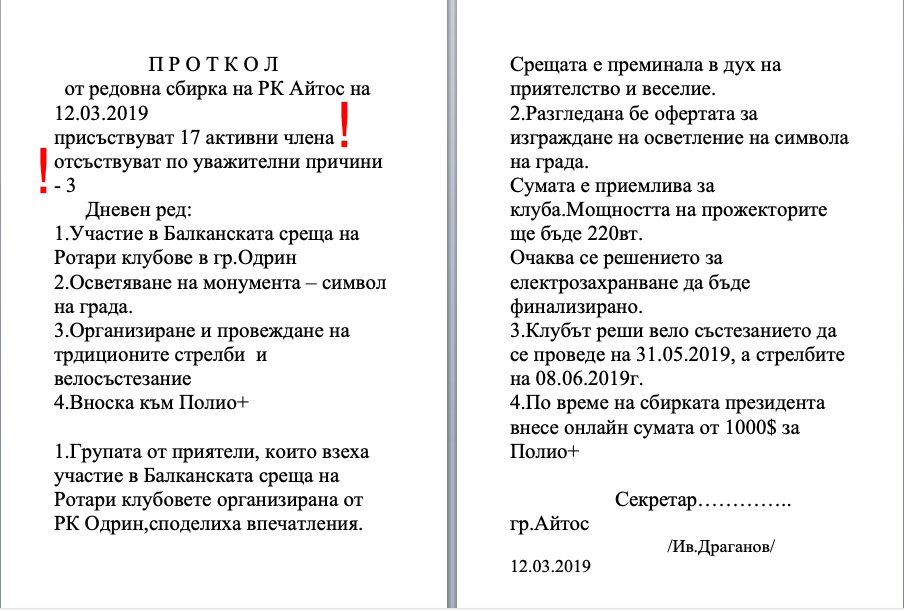 П Р О Т К О Л
от редовна сбирка на РК Айтос на
12.03.2019
присъствуват 17 активни члена
отсъствуват по уважителни причини
- 3
Дневен ред:
1.Участие в Балканската среща на
Ротари клубове в гр.Одрин
2.Осветяване на монумента – символ
на града.
3.Организиране и провеждане на
трдиционите стрелби  и
велосъстезание
4.Вноска към Полио+
1.Групата от приятели, които взеха
участие в Балканската среща на
Ротари клубовете организирана от
РК Одрин,споделиха впечатления.
Срещата е преминала в дух на
приятелство и веселие.
2.Разгледана бе офертата за
изграждане на осветление на символа
на града.
Сумата е приемлива за
клуба.Мощността на прожекторите
ще бъде 220вт.
Очаква се решението за
електрозахранване да бъде
финализирано.
3.Клубът реши вело състезанието да
се проведе на 31.05.2019, а стрелбите
на 08.06.2019г.
4.По време на сбирката президента
внесе онлайн сумата от 1000$ за
Полио+
Секретар…………..
гр.Айтос
/Ив.Драганов/
12.03.2019